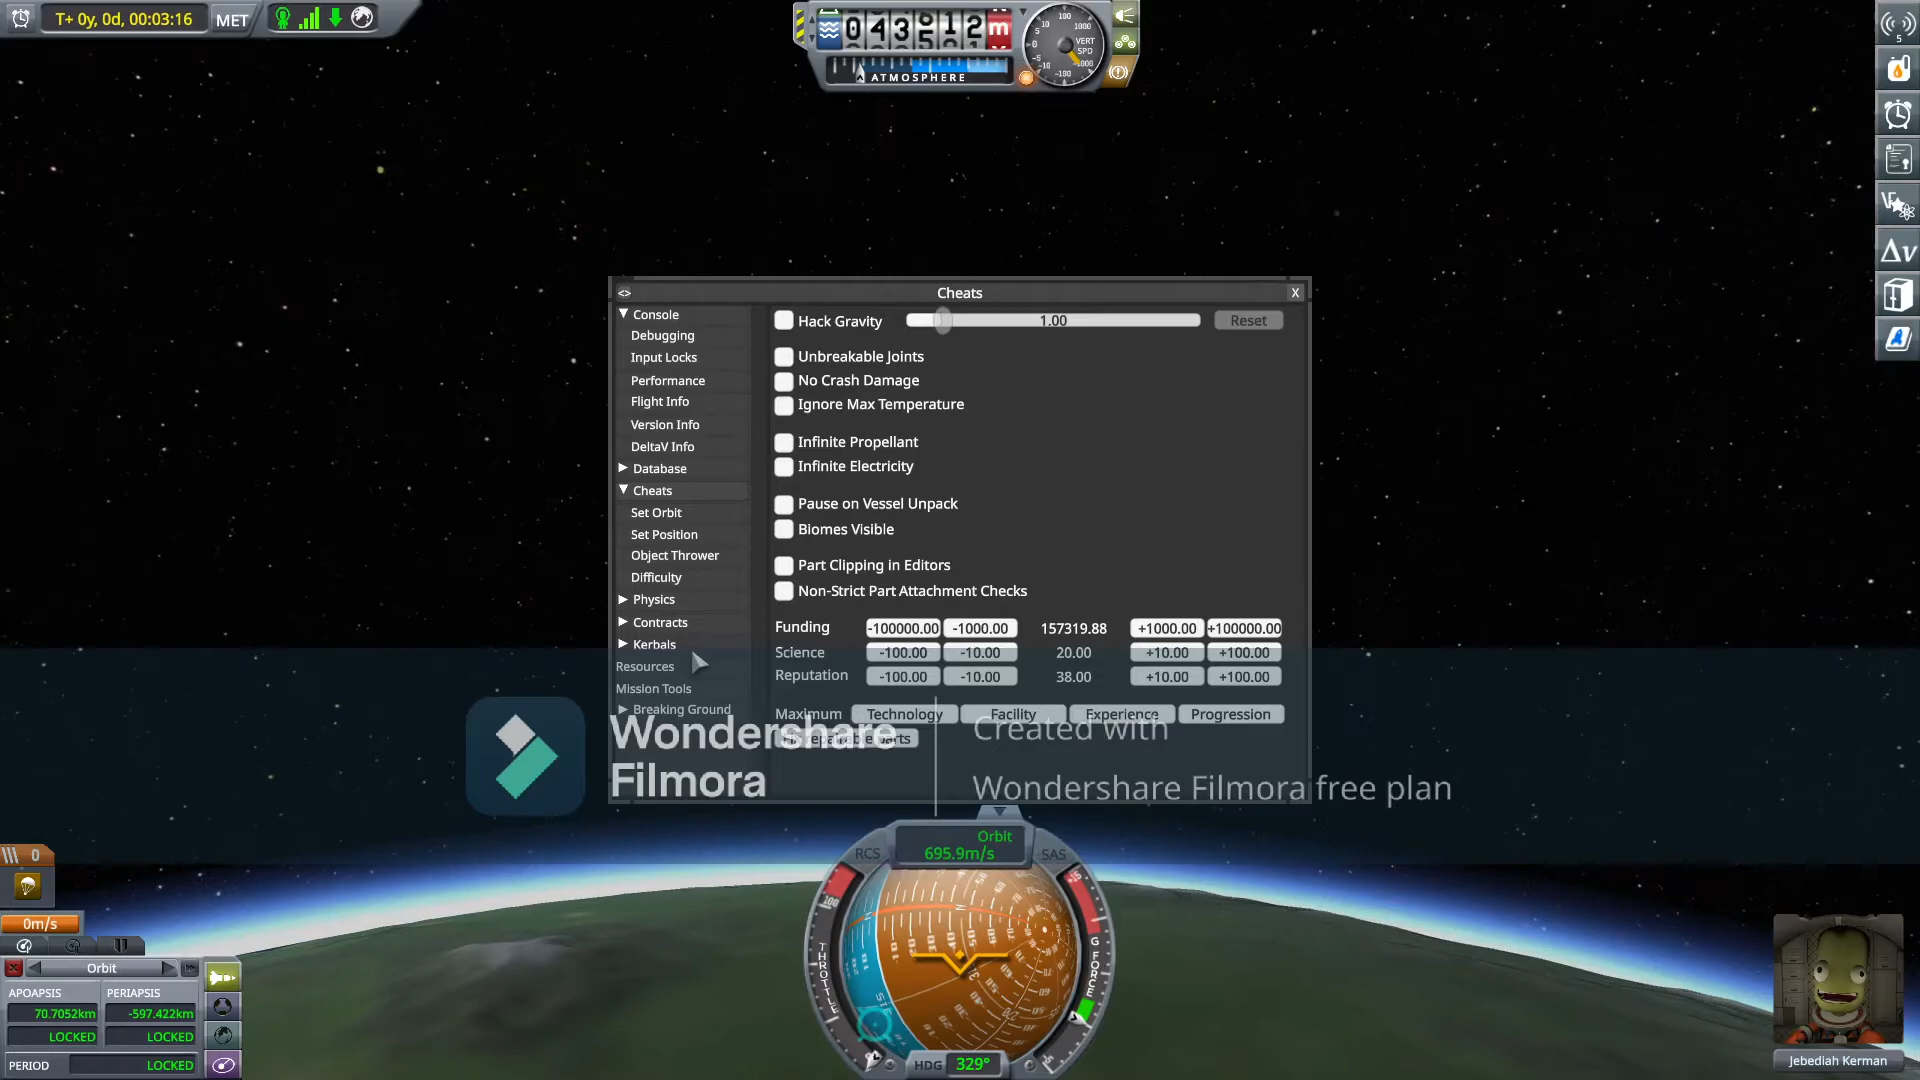 T+ 0y, 0d, 00:03:16 MET
m
ATMOSPHERE
VERT SPD
5
Cheats
<> X
Console
Debugging
Input Locks
Performance
Flight Info
Version Info
DeltaV Info
Database
Cheats
Set Orbit
Set Position
Object Thrower
Difficulty
Physics
Contracts
Kerbals
Resources
Mission Tools
Breaking Ground
Hack Gravity 1.00 Reset
Unbreakable Joints
No Crash Damage
Ignore Max Temperature
Infinite Propellant
Infinite Electricity
Pause on Vessel Unpack
Biomes Visible
Part Clipping in Editors
Non-Strict Part Attachment Checks
Funding -100000.00 -1000.00 157319.88 +1000.00 +100000.00
Science -100.00 -10.00 20.00 +10.00 +100.00
Reputation -100.00 -10.00 38.00 +10.00 +100.00
Maximum Technology Facility Experience Progression
Wondershare
Filmora
Created with
Wondershare Filmora free plan
Orbit
695.9m/s
RCS SAS
THROTTLE
G FORCE
HDG 329°
0
0m/s
Orbit
APOAPSIS PERIAPSIS
70.7052km -597.422km
LOCKED LOCKED
PERIOD LOCKED
Jebediah Kerman